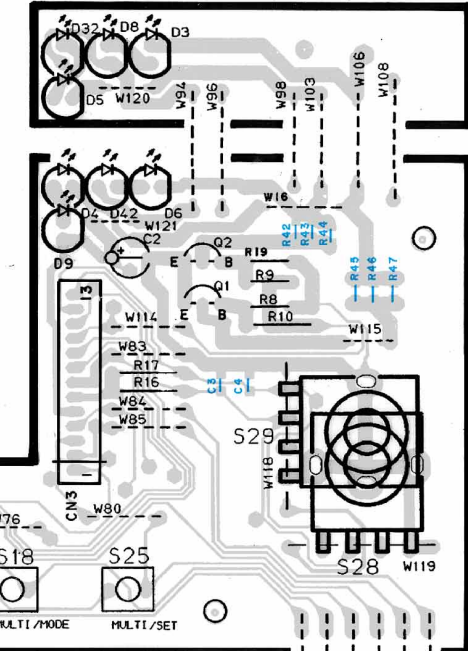 D32 D8 D3
D5 W120
W94 W96 W98 W103 W106 W108
D4 D42 D6
W121
W16
C2
D9
R42 R43 R44
Q2
E B
R19
R9
R45 R46 R47
Q1
E B
R8
R10
13
W114
W115
W83
R17
R16
C3 C4
W84
W85
S29
W118
CN3
1
W80
W76
S18 S25
S28 W119
MULTI/MODE MULTI/SET